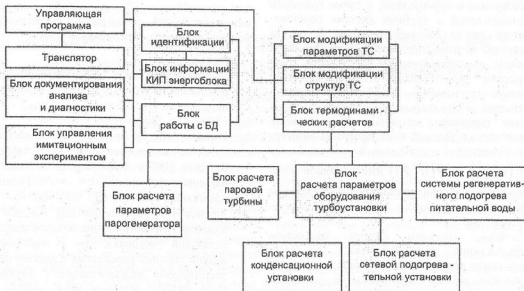 Управляющая
программа
Транслятор
Блок документирования
анализа
и диагностики
Блок управления
имитационным
экспериментом
Блок
идентификации
Блок информации
КИП энергоблока
Блок
работы с БД
Блок модификации
параметров ТС
Блок модификации
структур ТС
Блок термодинами-
ческих расчетов
Блок расчета
параметров
парогенератора
Блок расчета
паровой
турбины
Блок
расчета параметров
оборудования
турбоустановки
Блок расчета
системы регенератив-
ного подогрева
питательной воды
Блок расчета
конденсационной
установки
Блок расчета
сетевой подогрева-
тельной установки